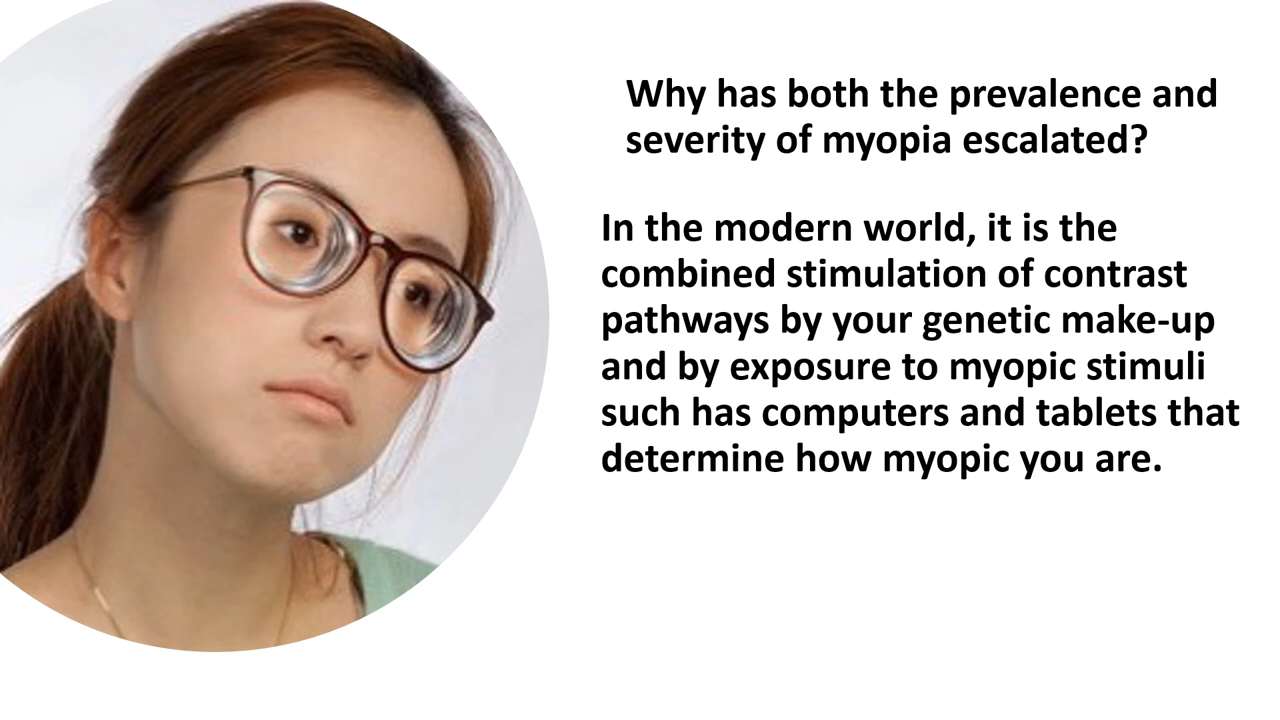 Why has both the prevalence and
severity of myopia escalated?
In the modern world, it is the
combined stimulation of contrast
pathways by your genetic make-up
and by exposure to myopic stimuli
such has computers and tablets that
determine how myopic you are.